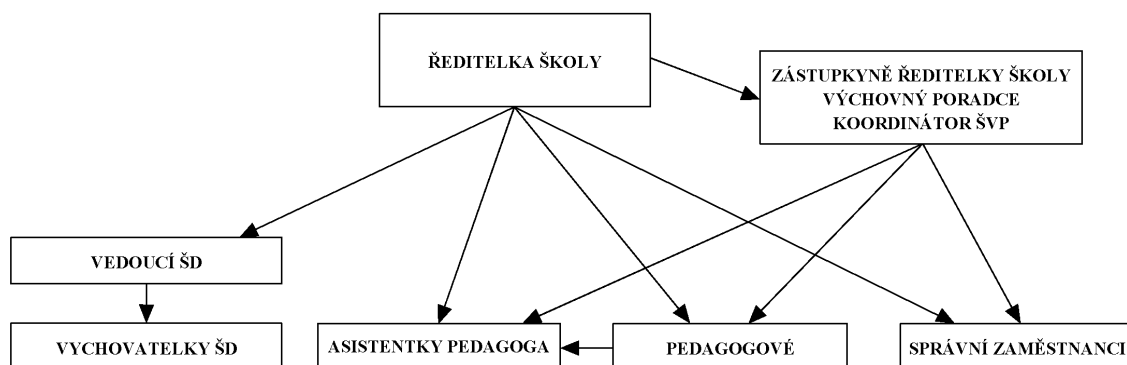 ŘEDITELKA ŠKOLY
ZÁSTUPKYNĚ ŘEDITELKY ŠKOLY
VÝCHOVNÝ PORADCE
KOORDINÁTOR ŠVP
VEDOUCÍ ŠD
VYCHOVATELKY ŠD
ASISTENTKY PEDAGOGA
PEDAGOGOVÉ
SPRÁVNÍ ZAMĚSTNANCI